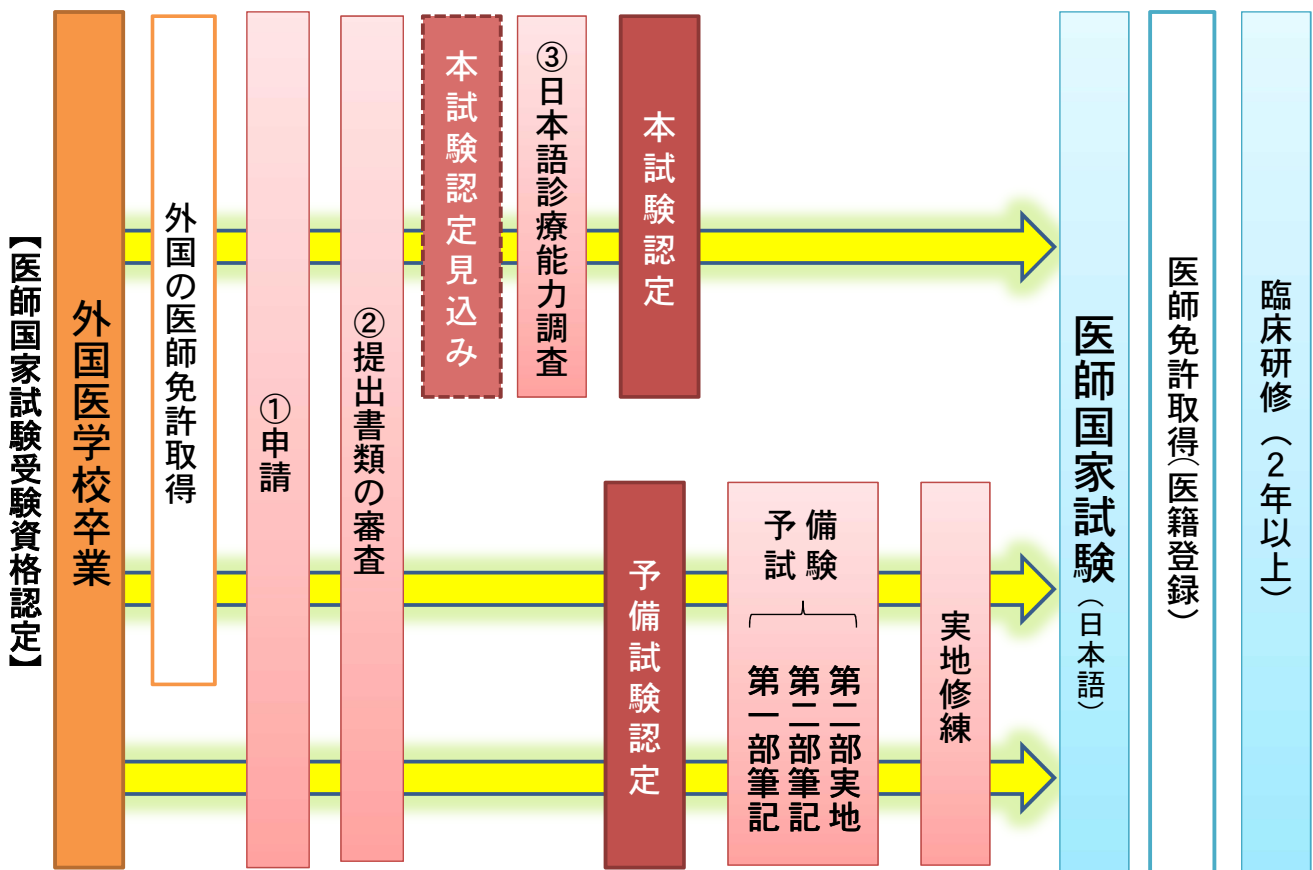 【医師国家試験受験資格認定】
外国医学校卒業
外国の医師免許取得
①申請
②提出書類の審査
本試験認定見込み
③日本語診療能力調査
本試験認定
予備試験認定
予備
試験
第一部筆記
第二部筆記
第二部実地
実地修練
医師国家試験(日本語)
医師免許取得(医籍登録)
臨床研修(2年以上)